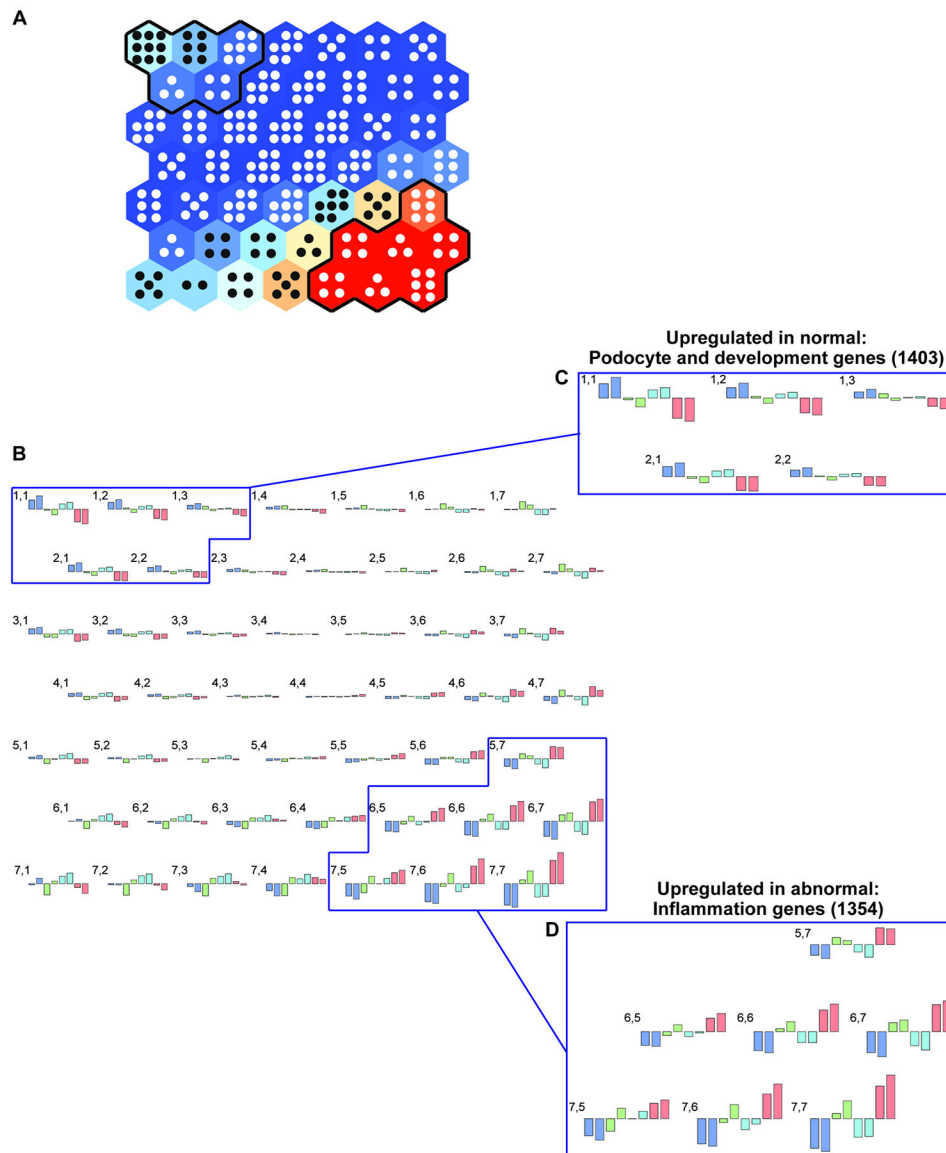 A
Upregulated in normal:
Podocyte and development genes (1403)
C
1,1 1,2 1,3
2,1 2,2
B
1,1 1,2 1,3 1,4 1,5 1,6 1,7
2,1 2,2 2,3 2,4 2,5 2,6 2,7
3,1 3,2 3,3 3,4 3,5 3,6 3,7
4,1 4,2 4,3 4,4 4,5 4,6 4,7
5,1 5,2 5,3 5,4 5,5 5,6 5,7
6,1 6,2 6,3 6,4 6,5 6,6 6,7
7,1 7,2 7,3 7,4 7,5 7,6 7,7
Upregulated in abnormal:
Inflammation genes (1354)
D
5,7
6,5 6,6 6,7
7,5 7,6 7,7